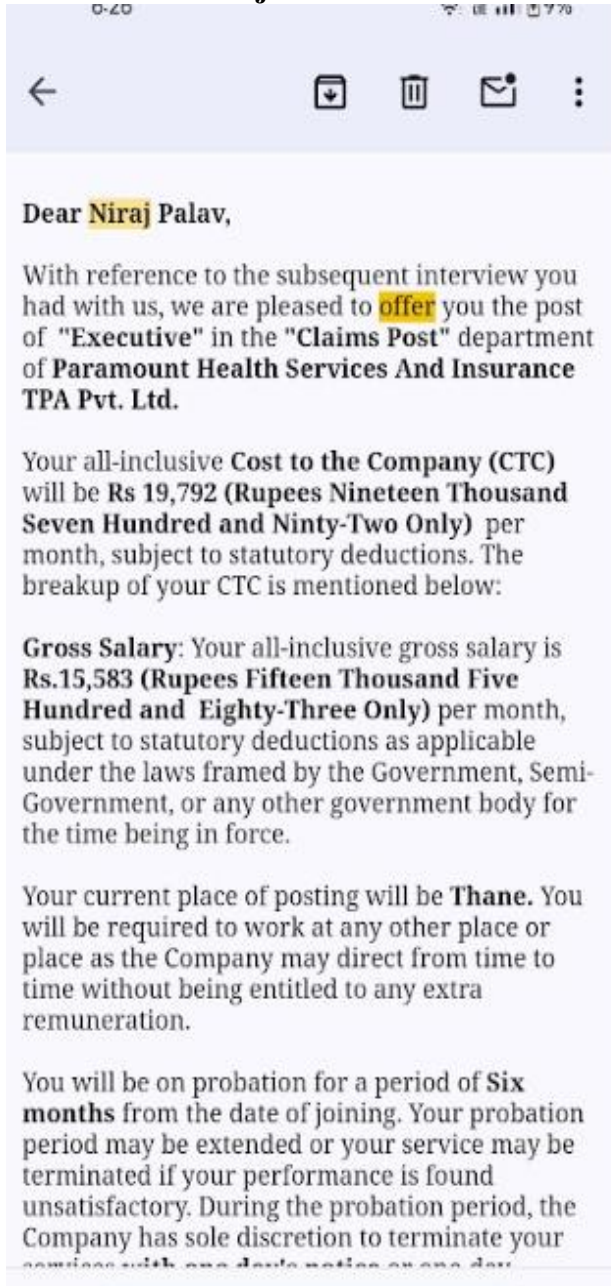 Dear Niraj Palav,
With reference to the subsequent interview you
had with us, we are pleased to offer you the post
of "Executive" in the "Claims Post" department
of Paramount Health Services And Insurance
TPA Pvt. Ltd.
Your all-inclusive Cost to the Company (CTC)
will be Rs 19,792 (Rupees Nineteen Thousand
Seven Hundred and Ninety-Two Only) per
month, subject to statutory deductions. The
breakup of your CTC is mentioned below:
Gross Salary: Your all-inclusive gross salary is
Rs.15,583 (Rupees Fifteen Thousand Five
Hundred and Eighty-Three Only) per month,
subject to statutory deductions as applicable
under the laws framed by the Government, Semi-
Government, or any other government body for
the time being in force.
Your current place of posting will be Thane. You
will be required to work at any other place or
place as the Company may direct from time to
time without being entitled to any extra
remuneration.
You will be on probation for a period of Six
months from the date of joining. Your probation
period may be extended or your service may be
terminated if your performance is found
unsatisfactory. During the probation period, the
Company has sole discretion to terminate your